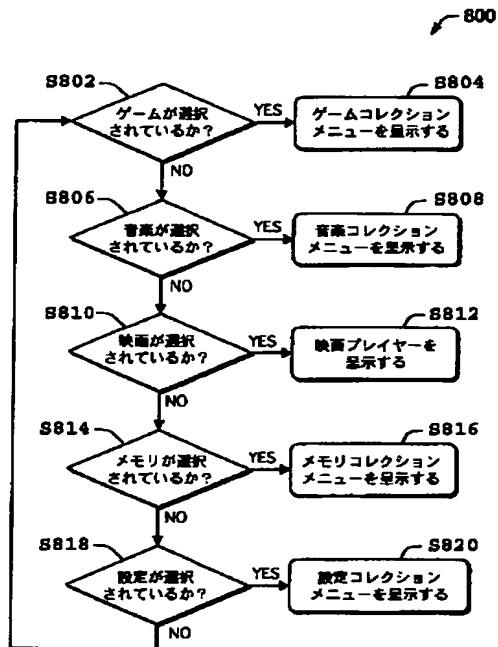 800
S802
ゲームが選択
されているか?
YES
S804
ゲームコレクション
メニューを呈示する
NO
S806
音楽が選択
されているか?
YES
S808
音楽コレクション
メニューを呈示する
NO
S810
映画が選択
されているか?
YES
S812
映画プレイヤーを
呈示する
NO
S814
メモリが選択
されているか?
YES
S816
メモリコレクション
メニューを呈示する
NO
S818
設定が選択
されているか?
YES
S820
設定コレクション
メニューを呈示する
NO